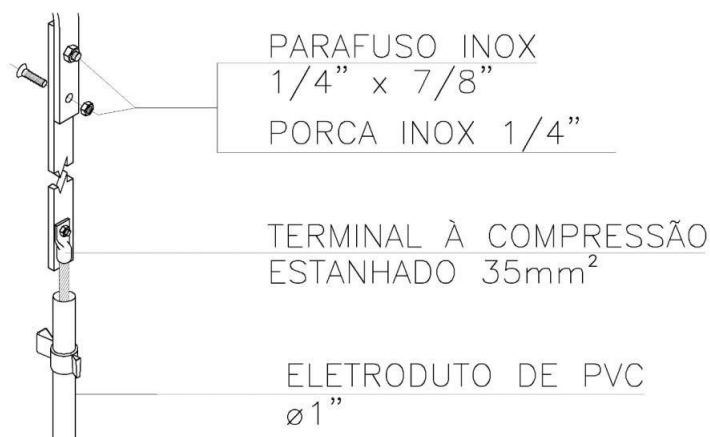 PARAFUSO INOX
1/4” x 7/8”
PORCA INOX 1/4”
TERMINAL À COMPRESSÃO
ESTANHADO 35mm²
ELETRODUTO DE PVC
ø1”